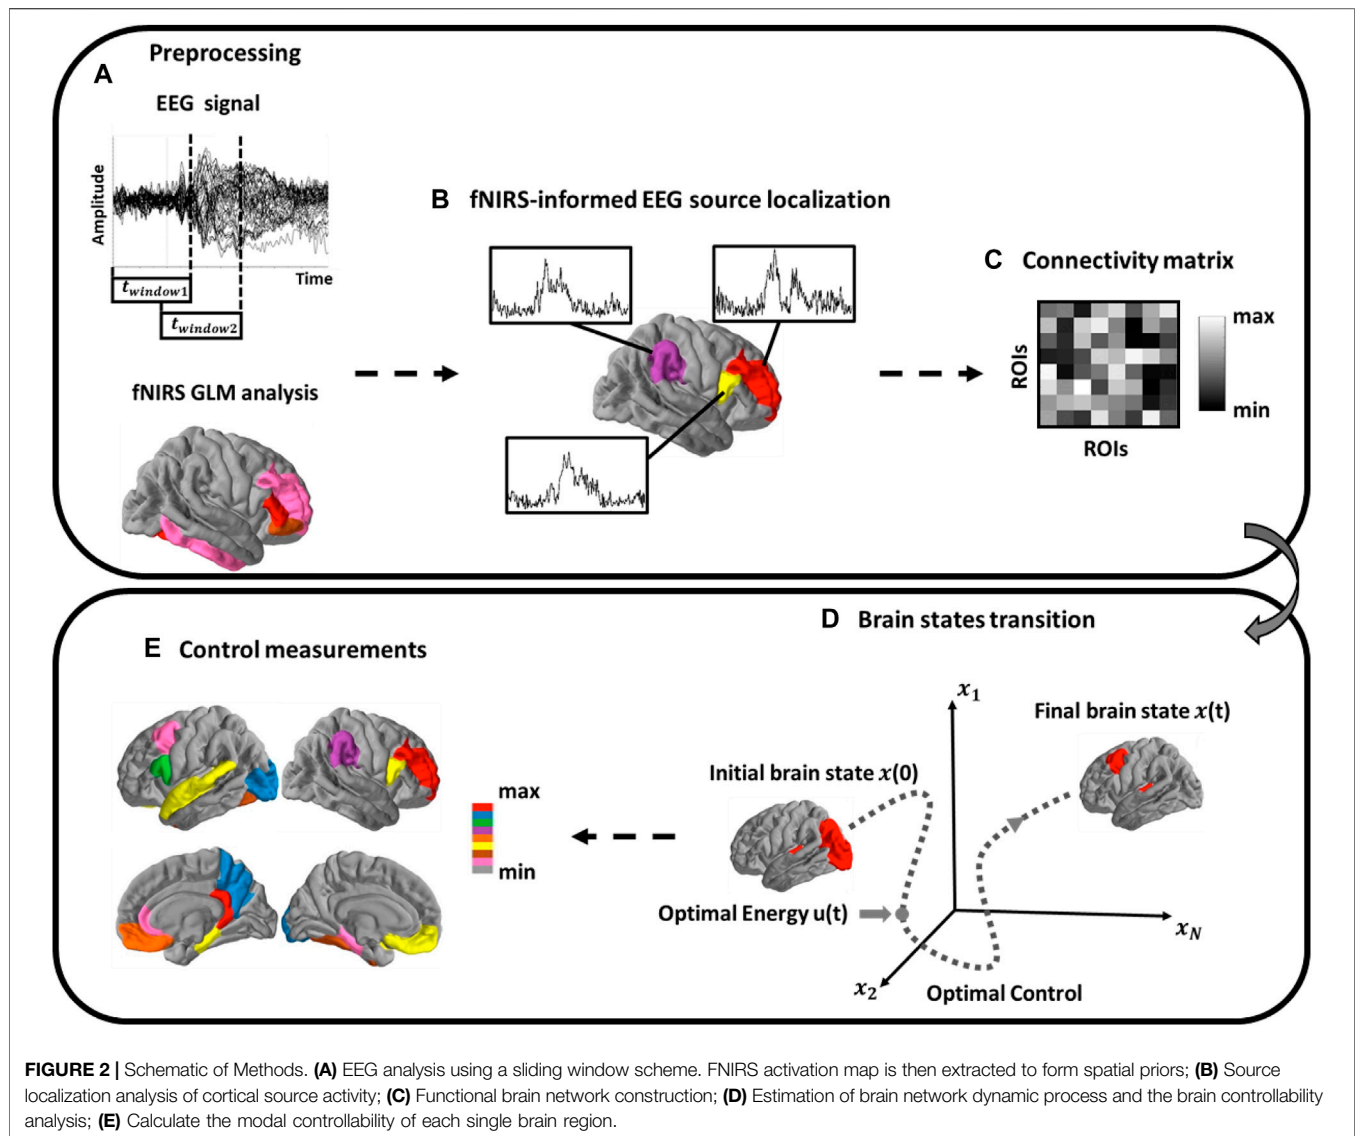 A
Preprocessing
EEG signal
Amplitude
Time
t_window1
t_window2
fNIRS GLM analysis
B fNIRS-informed EEG source localization
C Connectivity matrix
ROIs
ROIs
max
min
D Brain states transition
x_1
Final brain state x(t)
Initial brain state x(0)
Optimal Energy u(t)
x_N
x_2
Optimal Control
E Control measurements
max
min
FIGURE 2 | Schematic of Methods. (A) EEG analysis using a sliding window scheme. FNIRS activation map is then extracted to form spatial priors; (B) Source
localization analysis of cortical source activity; (C) Functional brain network construction; (D) Estimation of brain network dynamic process and the brain controllability
analysis; (E) Calculate the modal controllability of each single brain region.